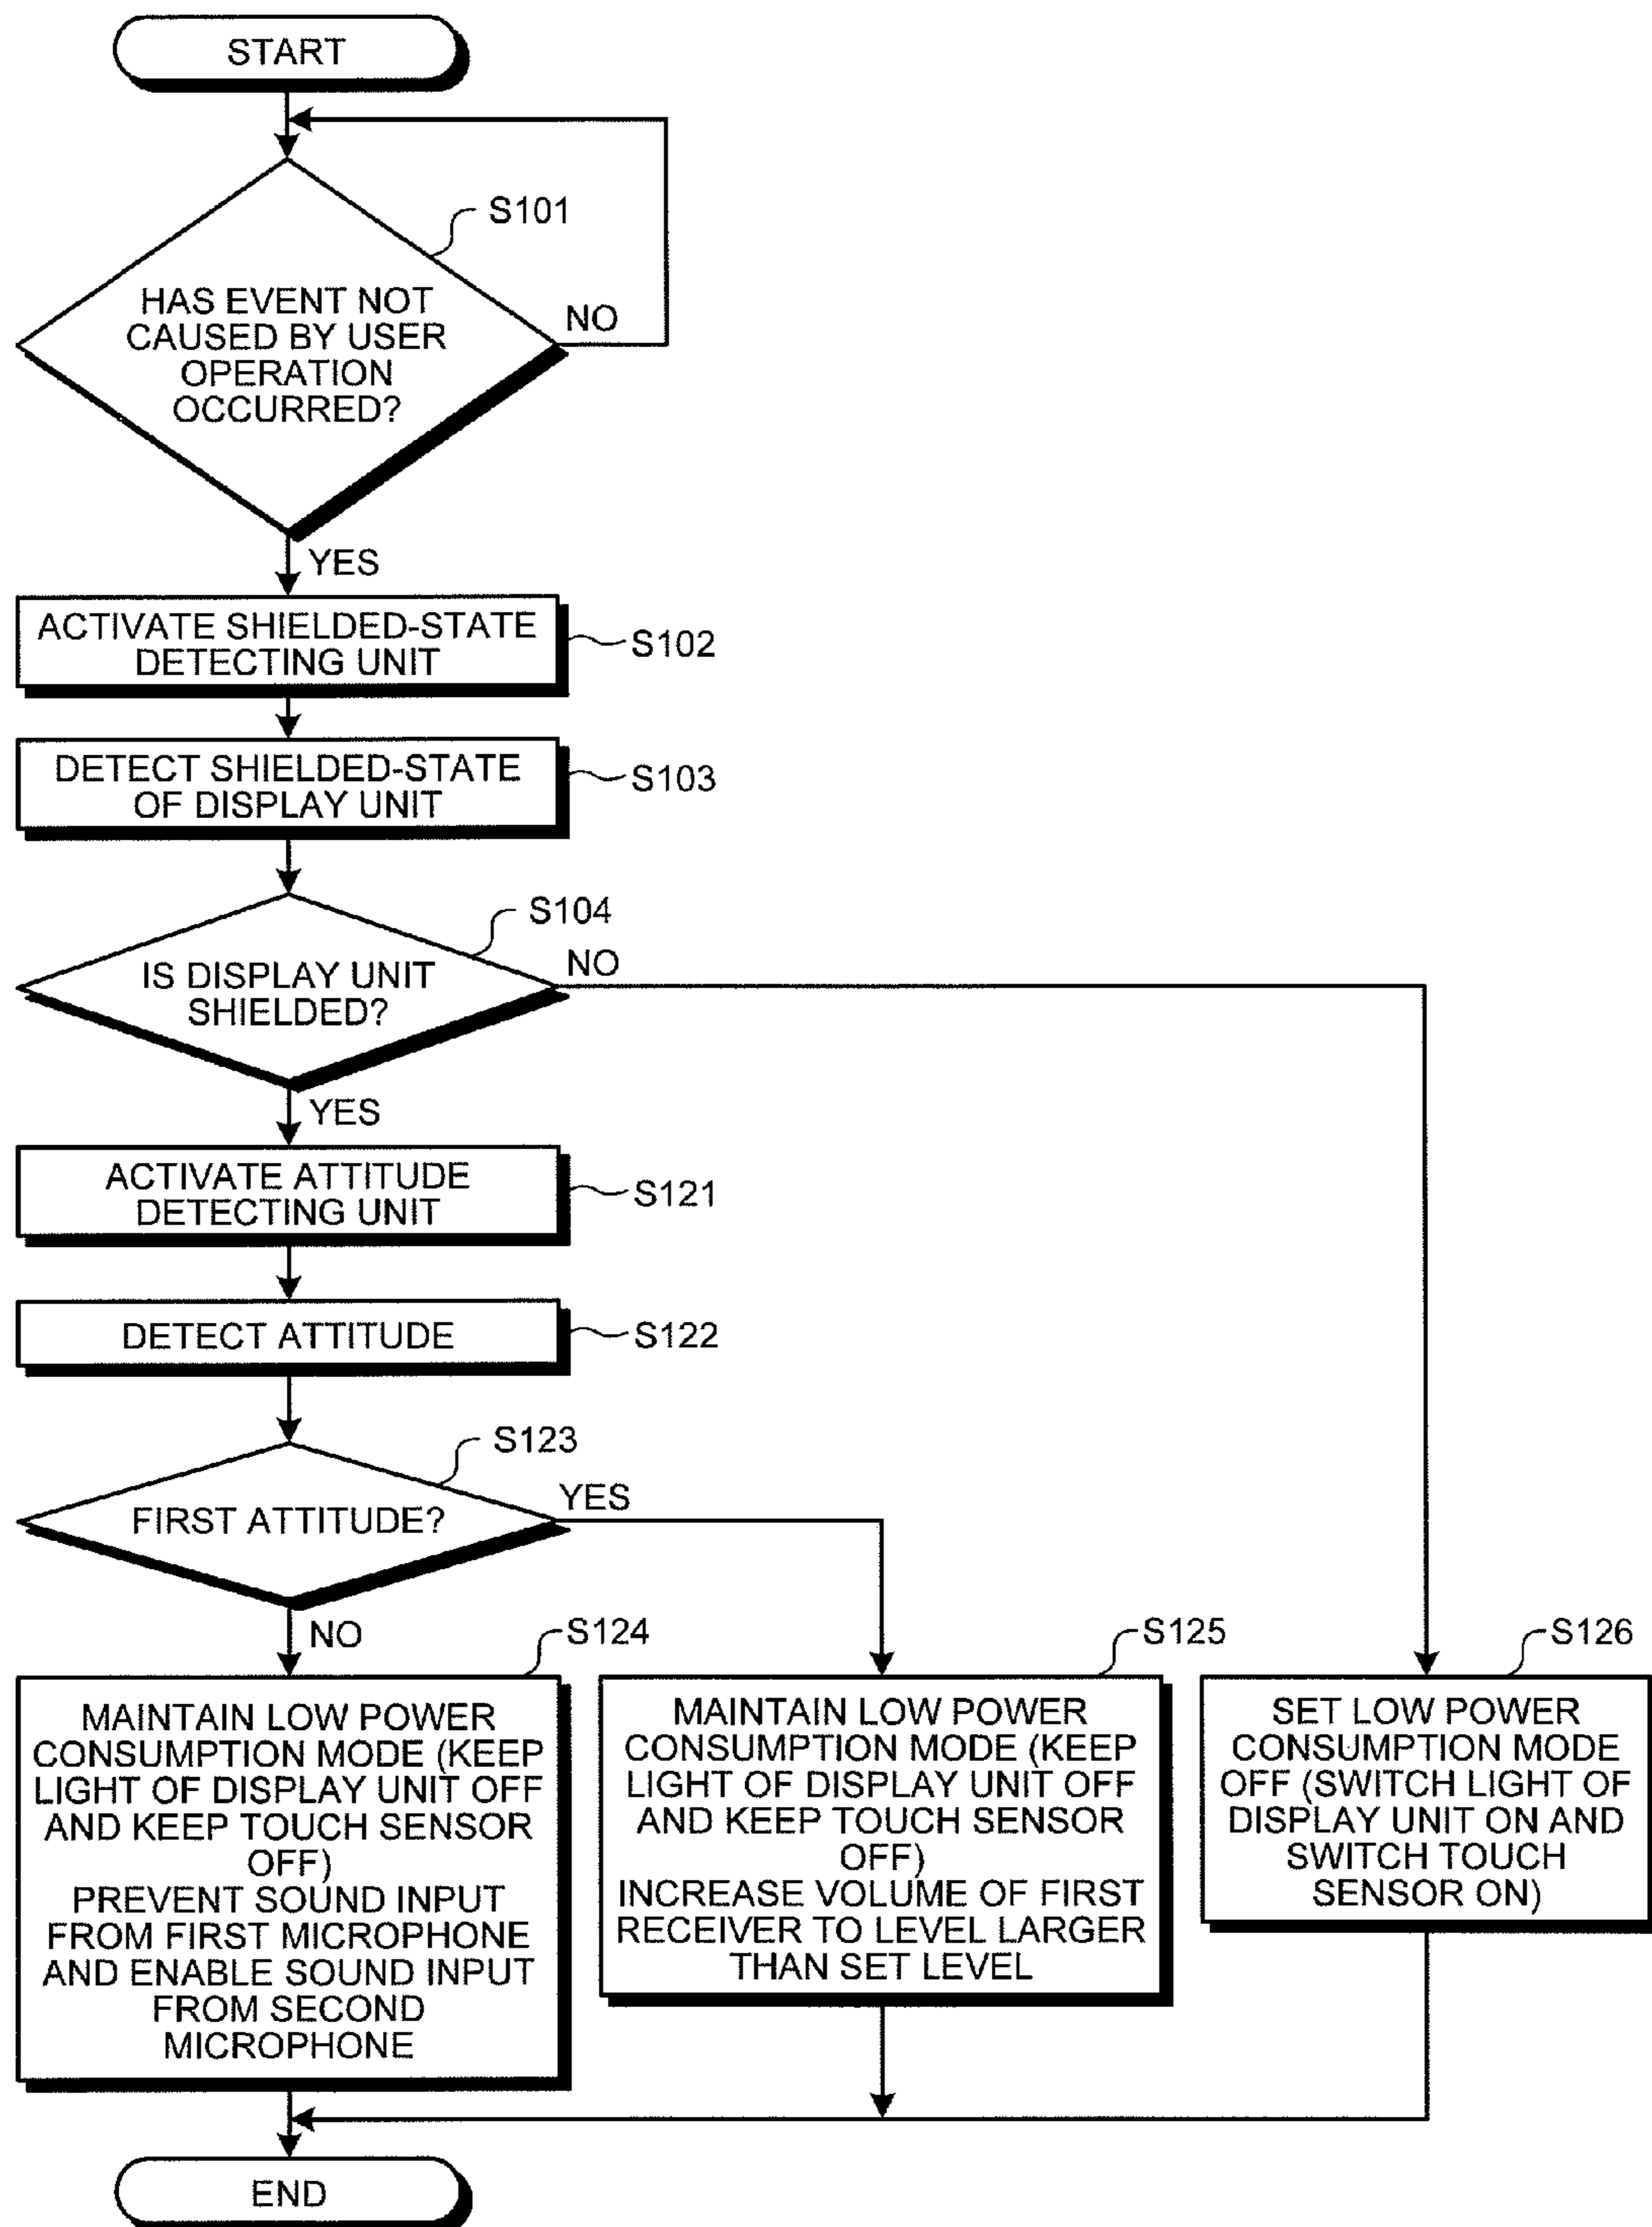 START
S101
HAS EVENT NOT
CAUSED BY USER
OPERATION
OCCURRED?
NO
YES
ACTIVATE SHIELDED-STATE
DETECTING UNIT
S102
DETECT SHIELDED-STATE
OF DISPLAY UNIT
S103
S104
IS DISPLAY UNIT
SHIELDED?
NO
YES
ACTIVATE ATTITUDE
DETECTING UNIT
S121
DETECT ATTITUDE
S122
S123
FIRST ATTITUDE?
YES
NO
S124
MAINTAIN LOW POWER
CONSUMPTION MODE (KEEP
LIGHT OF DISPLAY UNIT OFF
AND KEEP TOUCH SENSOR
OFF)
PREVENT SOUND INPUT
FROM FIRST MICROPHONE
AND ENABLE SOUND INPUT
FROM SECOND
MICROPHONE
S125
MAINTAIN LOW POWER
CONSUMPTION MODE (KEEP
LIGHT OF DISPLAY UNIT OFF
AND KEEP TOUCH SENSOR
OFF)
INCREASE VOLUME OF FIRST
RECEIVER TO LEVEL LARGER
THAN SET LEVEL
S126
SET LOW POWER
CONSUMPTION MODE
OFF (SWITCH LIGHT OF
DISPLAY UNIT ON AND
SWITCH TOUCH
SENSOR ON)
END